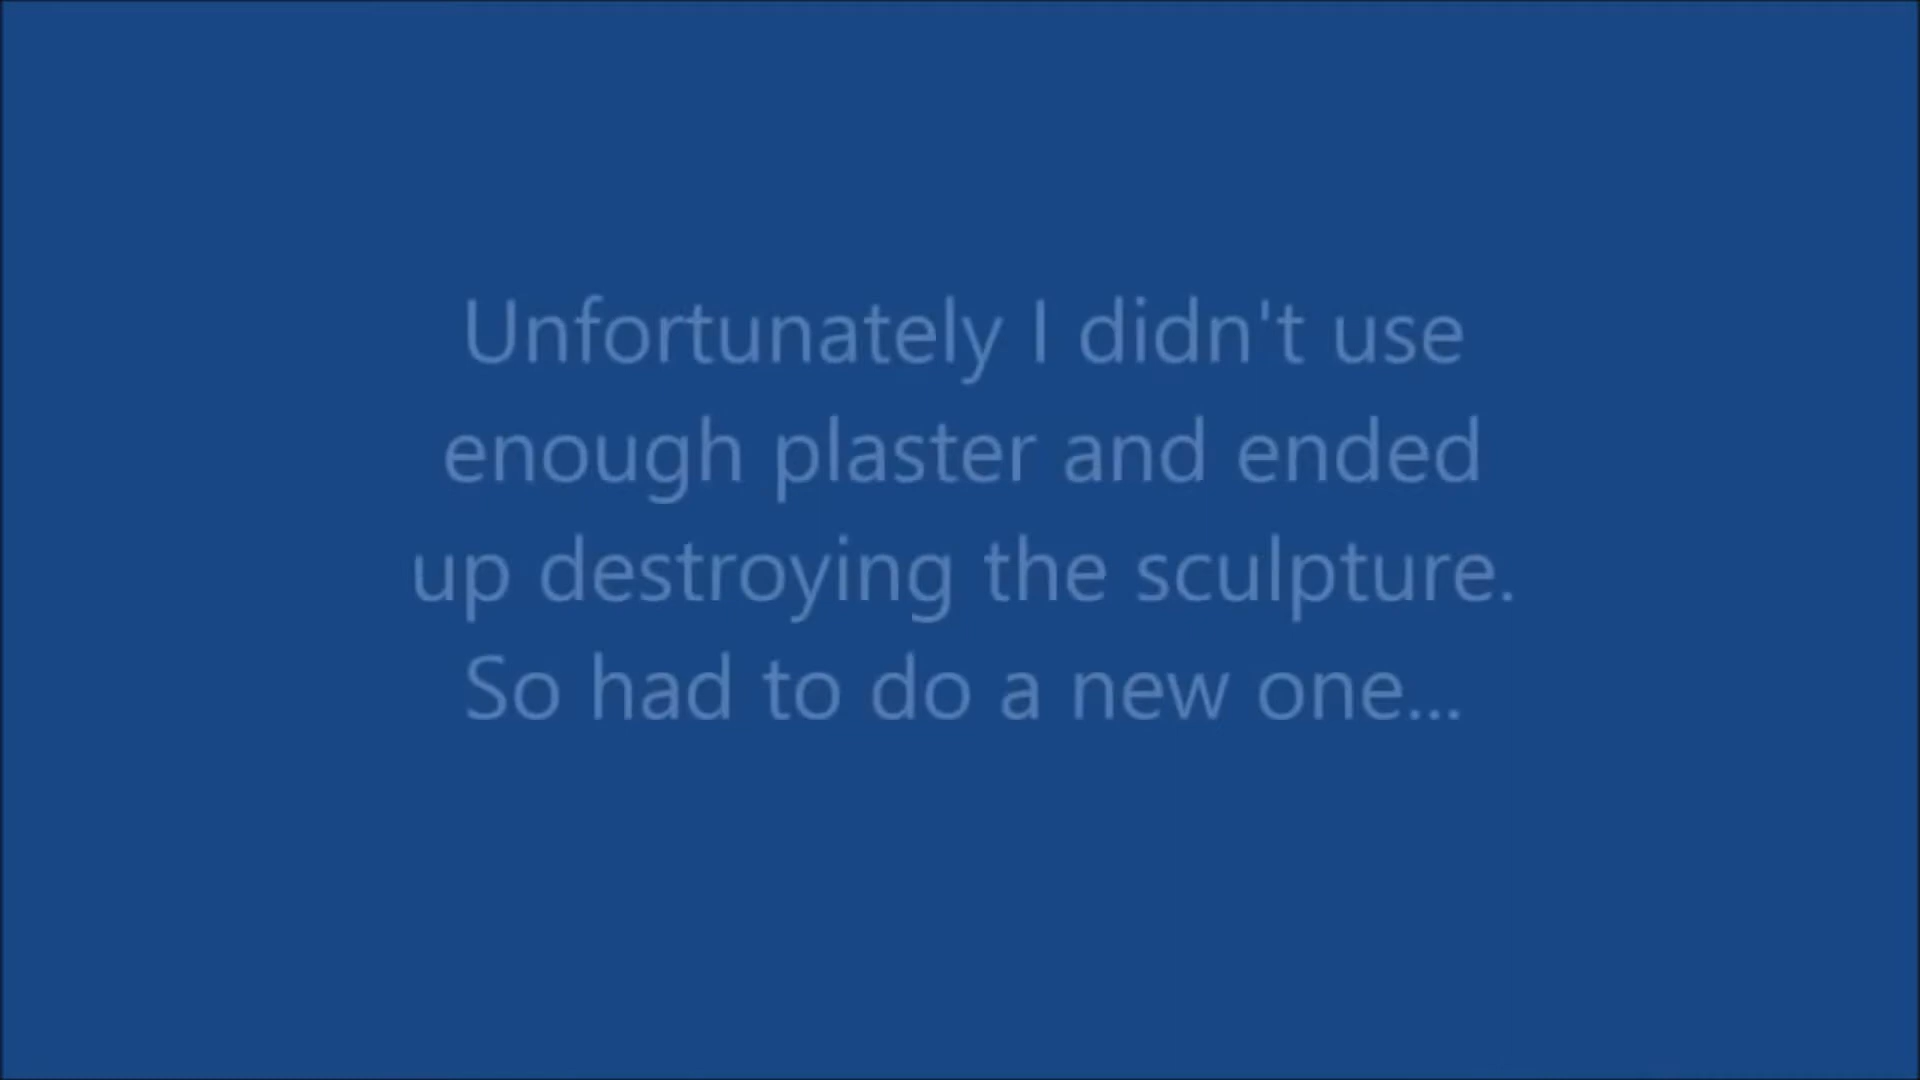 Unfortunately I didn't use
enough plaster and ended
up destroying the sculpture.
So had to do a new one...